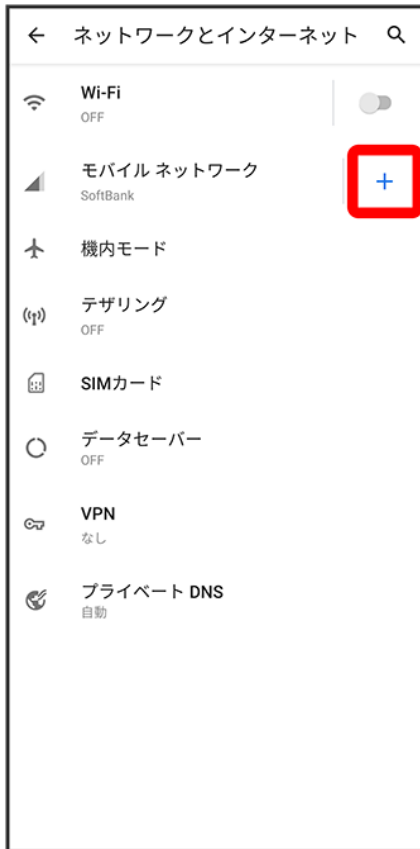 ネットワークとインターネット
Wi-Fi
OFF
モバイル ネットワーク
SoftBank
機内モード
テザリング
OFF
SIMカード
データセーバー
OFF
VPN
なし
プライベート DNS
自動